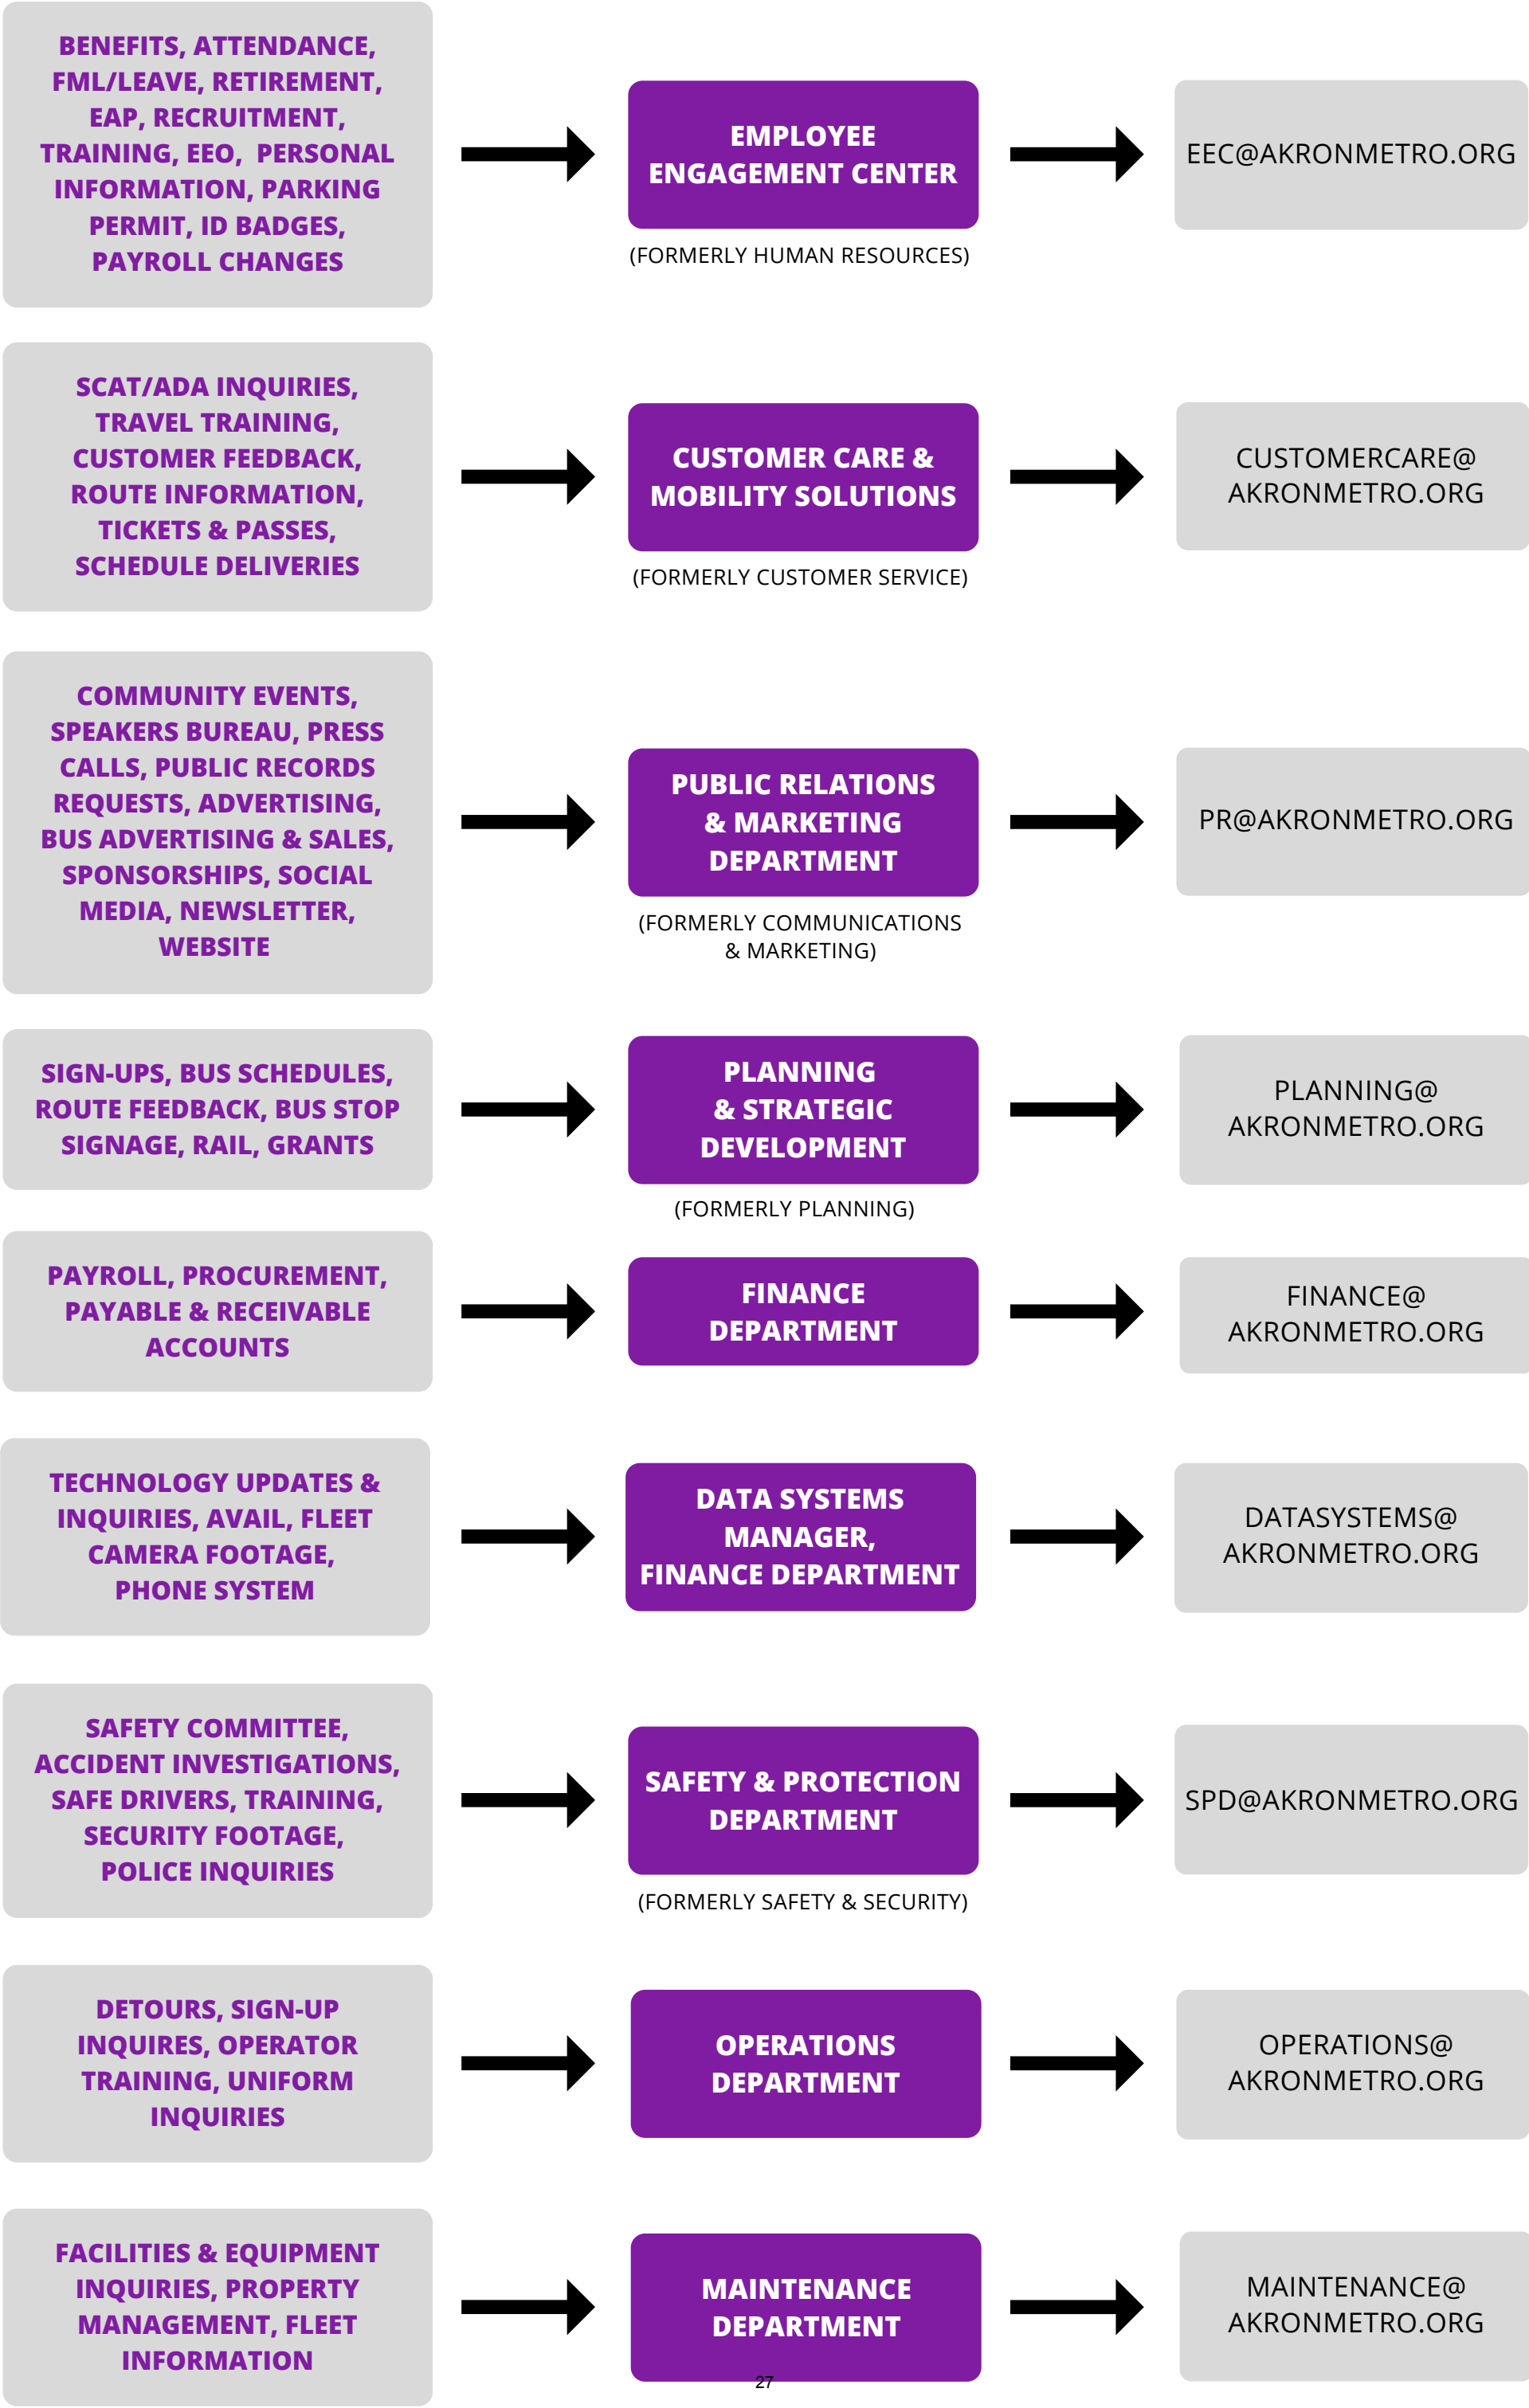 BENEFITS, ATTENDANCE,
FML/LEAVE, RETIREMENT,
EAP, RECRUITMENT,
TRAINING, EEO, PERSONAL
INFORMATION, PARKING
PERMIT, ID BADGES,
PAYROLL CHANGES
EMPLOYEE
ENGAGEMENT CENTER
(FORMERLY HUMAN RESOURCES)
EEC@AKRONMETRO.ORG
SCAT/ADA INQUIRIES,
TRAVEL TRAINING,
CUSTOMER FEEDBACK,
ROUTE INFORMATION,
TICKETS & PASSES,
SCHEDULE DELIVERIES
CUSTOMER CARE &
MOBILITY SOLUTIONS
(FORMERLY CUSTOMER SERVICE)
CUSTOMERCARE@
AKRONMETRO.ORG
COMMUNITY EVENTS,
SPEAKERS BUREAU, PRESS
CALLS, PUBLIC RECORDS
REQUESTS, ADVERTISING,
BUS ADVERTISING & SALES,
SPONSORSHIPS, SOCIAL
MEDIA, NEWSLETTER,
WEBSITE
PUBLIC RELATIONS
& MARKETING
DEPARTMENT
(FORMERLY COMMUNICATIONS
& MARKETING)
PR@AKRONMETRO.ORG
SIGN-UPS, BUS SCHEDULES,
ROUTE FEEDBACK, BUS STOP
SIGNAGE, RAIL, GRANTS
PLANNING
& STRATEGIC
DEVELOPMENT
(FORMERLY PLANNING)
PLANNING@
AKRONMETRO.ORG
PAYROLL, PROCUREMENT,
PAYABLE & RECEIVABLE
ACCOUNTS
FINANCE
DEPARTMENT
FINANCE@
AKRONMETRO.ORG
TECHNOLOGY UPDATES &
INQUIRIES, AVAIL, FLEET
CAMERA FOOTAGE,
PHONE SYSTEM
DATA SYSTEMS
MANAGER,
FINANCE DEPARTMENT
DATASYSTEMS@
AKRONMETRO.ORG
SAFETY COMMITTEE,
ACCIDENT INVESTIGATIONS,
SAFE DRIVERS, TRAINING,
SECURITY FOOTAGE,
POLICE INQUIRIES
SAFETY & PROTECTION
DEPARTMENT
(FORMERLY SAFETY & SECURITY)
SPD@AKRONMETRO.ORG
DETOURS, SIGN-UP
INQUIRES, OPERATOR
TRAINING, UNIFORM
INQUIRIES
OPERATIONS
DEPARTMENT
OPERATIONS@
AKRONMETRO.ORG
FACILITIES & EQUIPMENT
INQUIRIES, PROPERTY
MANAGEMENT, FLEET
INFORMATION
MAINTENANCE
DEPARTMENT
MAINTENANCE@
AKRONMETRO.ORG
27